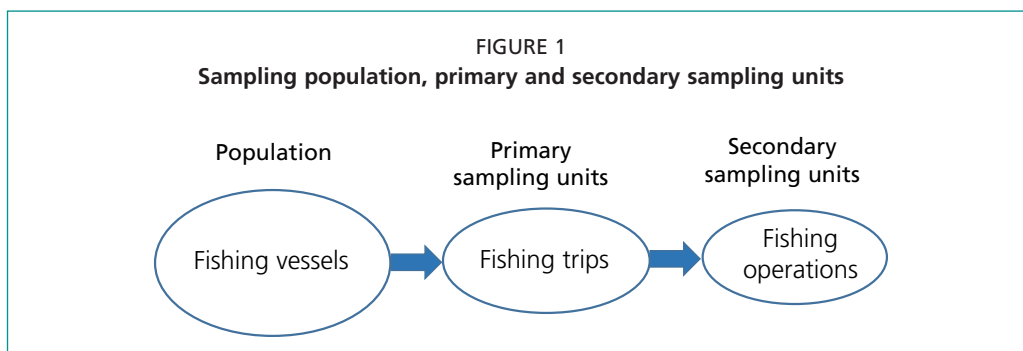 FIGURE 1
Sampling population, primary and secondary sampling units
Population
Primary
sampling units
Secondary
sampling units
Fishing vessels
Fishing trips
Fishing
operations